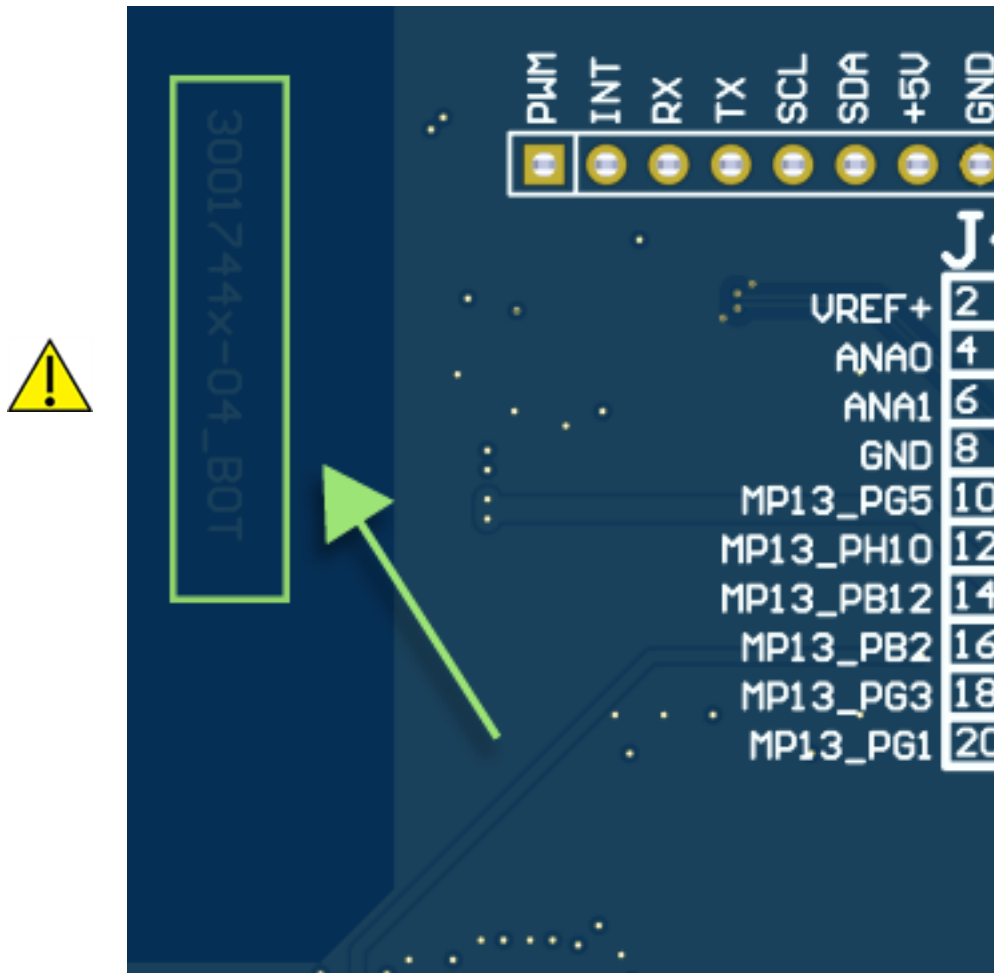 3001744x-04_BOT
PWM
INT
RX
TX
SCL
SDA
+5V
GND
VREF+ 2
ANA0 4
ANA1 6
GND 8
MP13_PG5 10
MP13_PH10 12
MP13_PB12 14
MP13_PB2 16
MP13_PG3 18
MP13_PG1 20